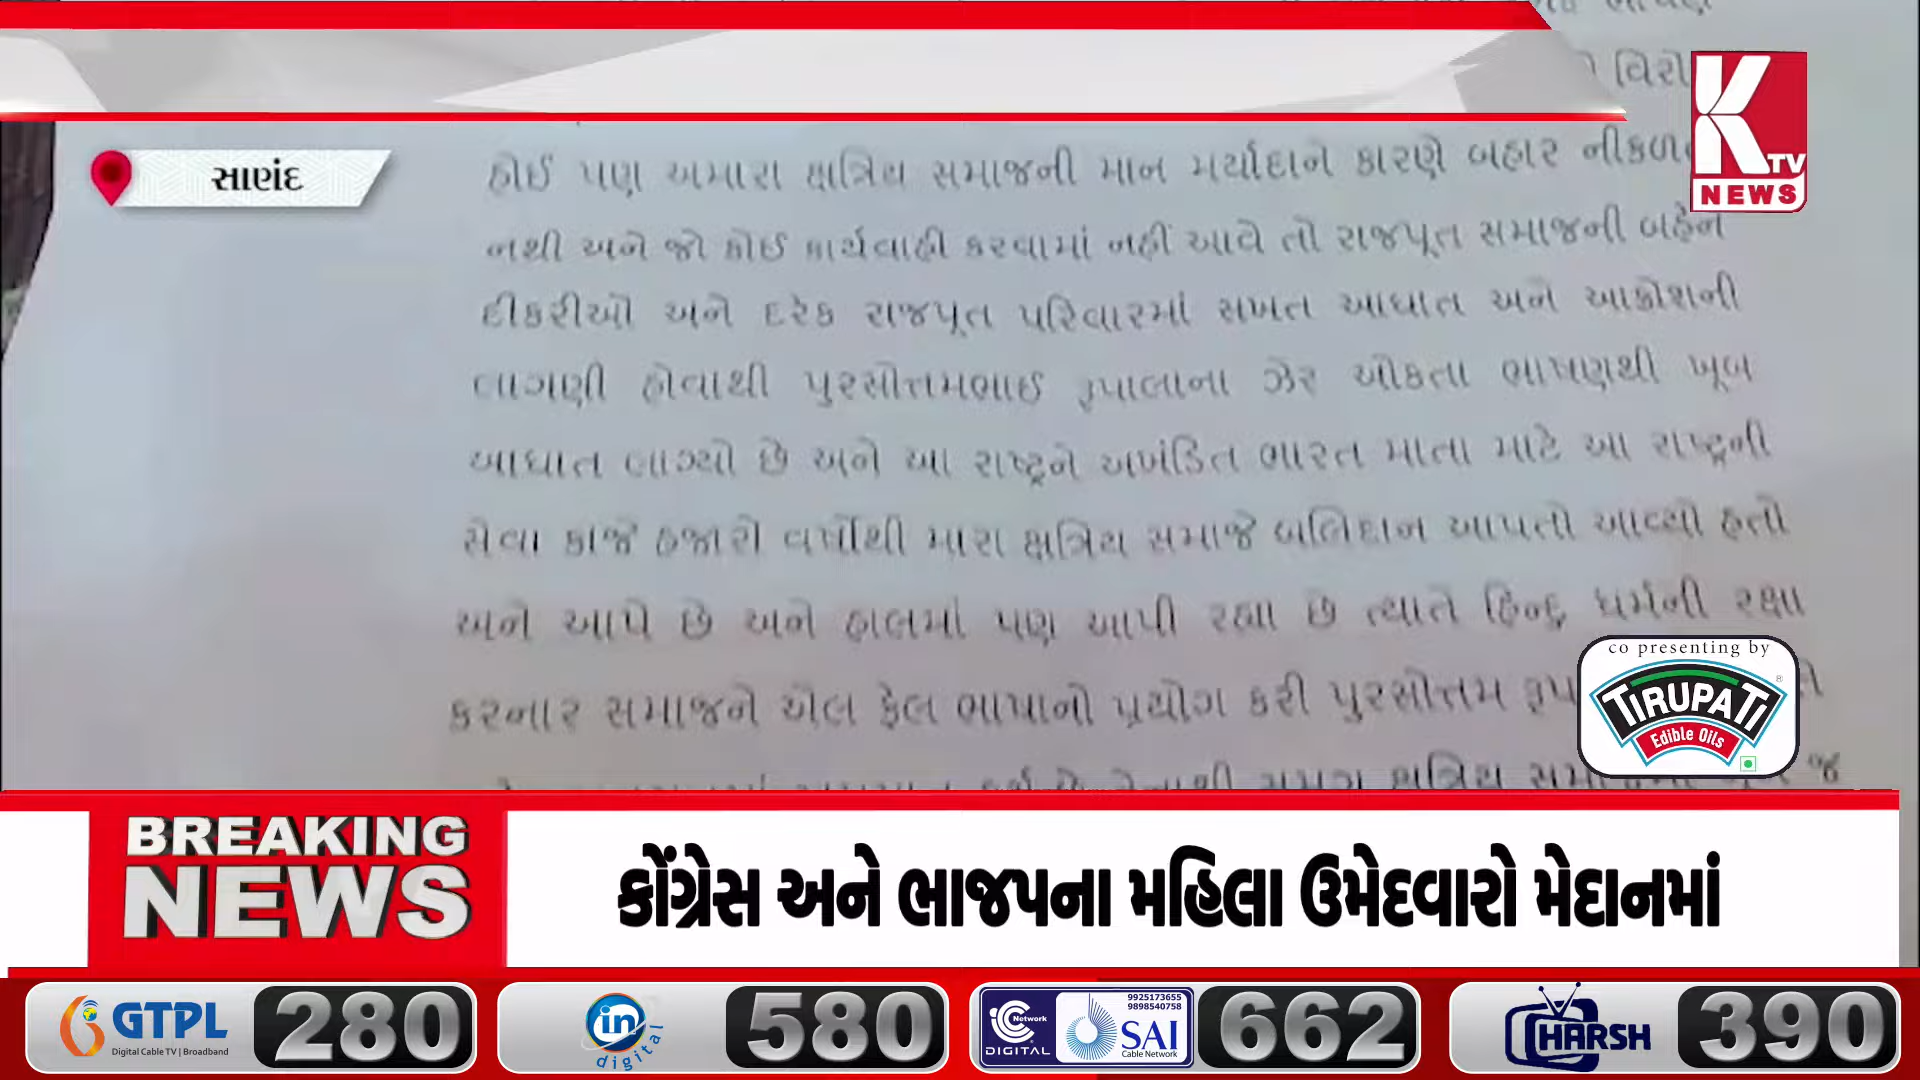 વિરો
સાણંદ
K TV NEWS
હોઈ પણ અમારા ક્ષત્રિય સમાજની માન મર્યાદાને કારણે બહાર નીકળ
નથી અને જો કોઈ કાર્યવાહી કરવામાં નહીં આવે તો રાજપૂત સમાજની બહેન
દીકરીઓ અને દરેક રાજપૂત પરિવારમાં સખત આઘાત અને આક્રોશની
લાગણી હોવાથી પુરસોત્તમભાઈ રૂપાલાના ઝેર ઓકતા ભાષણથી ખૂબ
આઘાત લાગ્યો છે અને આ રાષ્ટ્રને અખંડિત ભારત માતા માટે આ રાષ્ટ્રની
સેવા કાજે હજારો વર્ષોથી મારા ક્ષત્રિય સમાજે બલિદાન આપતો આવ્યો હતો
અને આપે છે અને હાલમાં પણ આપી રહ્યા છે ત્યારે હિન્દુ ધર્મની રક્ષા
કરનાર સમાજને એલ ફેલ ભાષાનો પ્રયોગ કરી પુરસોત્તમ
ક્ષત્રિય
co presenting by
TIRUPATI
Edible Oils
BREAKING
NEWS
કોંગ્રેસ અને ભાજપના મહિલા ઉમેદવારો મેદાનમાં
GTPL
Digital Cable TV | Broadband
280
in
digital
580
Network
DIGITAL
9925173655
9898540758
SAI
Cable Network
662
HARSH
390